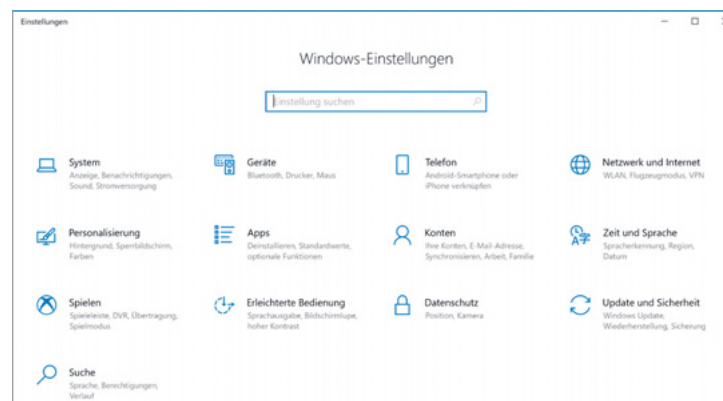 Einstellungen
Windows-Einstellungen
Einstellung suchen
System
Anzeige, Benachrichtigungen,
Sound, Stromversorgung
Geräte
Bluetooth, Drucker, Maus
Telefon
Android-Smartphone oder
iPhone verknüpfen
Netzwerk und Internet
WLAN, Flugzeugmodus, VPN
Personalisierung
Hintergrund, Sperrbildschirm,
Farben
Apps
Deinstallieren, Standardwerte,
optionale Funktionen
Konten
Ihre Konten, E-Mail-Adresse,
Synchronisieren, Arbeit, Familie
Zeit und Sprache
Spracherkennung, Region,
Datum
Spielen
Spieleleiste, DVR, Übertragung,
Spielmodus
Erleichterte Bedienung
Sprachausgabe, Bildschirmlupe,
hoher Kontrast
Datenschutz
Position, Kamera
Update und Sicherheit
Windows Update,
Wiederherstellung, Sicherung
Suche
Sprache, Berechtigungen,
Verlauf